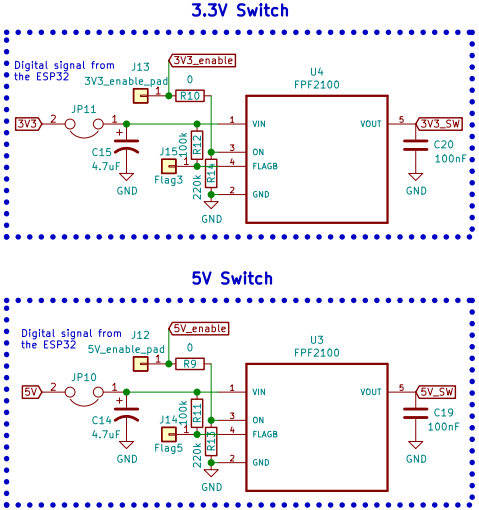 3.3V Switch
Digital signal from
the ESP32
J13
3V3_enable
3V3_enable_pad
1
0
R10
U4
FPF2100
3V3
2
JP11
1
1
VIN
VOUT
5
3V3_SW
C15
4.7uF
GND
100k
R12
J15
1
Flag3
3
ON
4
FLAGB
R14
220k
2
GND
GND
C20
100nF
GND
5V Switch
Digital signal from
the ESP32
J12
5V_enable
5V_enable_pad
1
0
R9
U3
FPF2100
5V
2
JP10
1
1
VIN
VOUT
5
5V_SW
C14
4.7uF
GND
100k
R11
J14
1
Flag5
3
ON
4
FLAGB
R13
220k
2
GND
GND
C19
100nF
GND